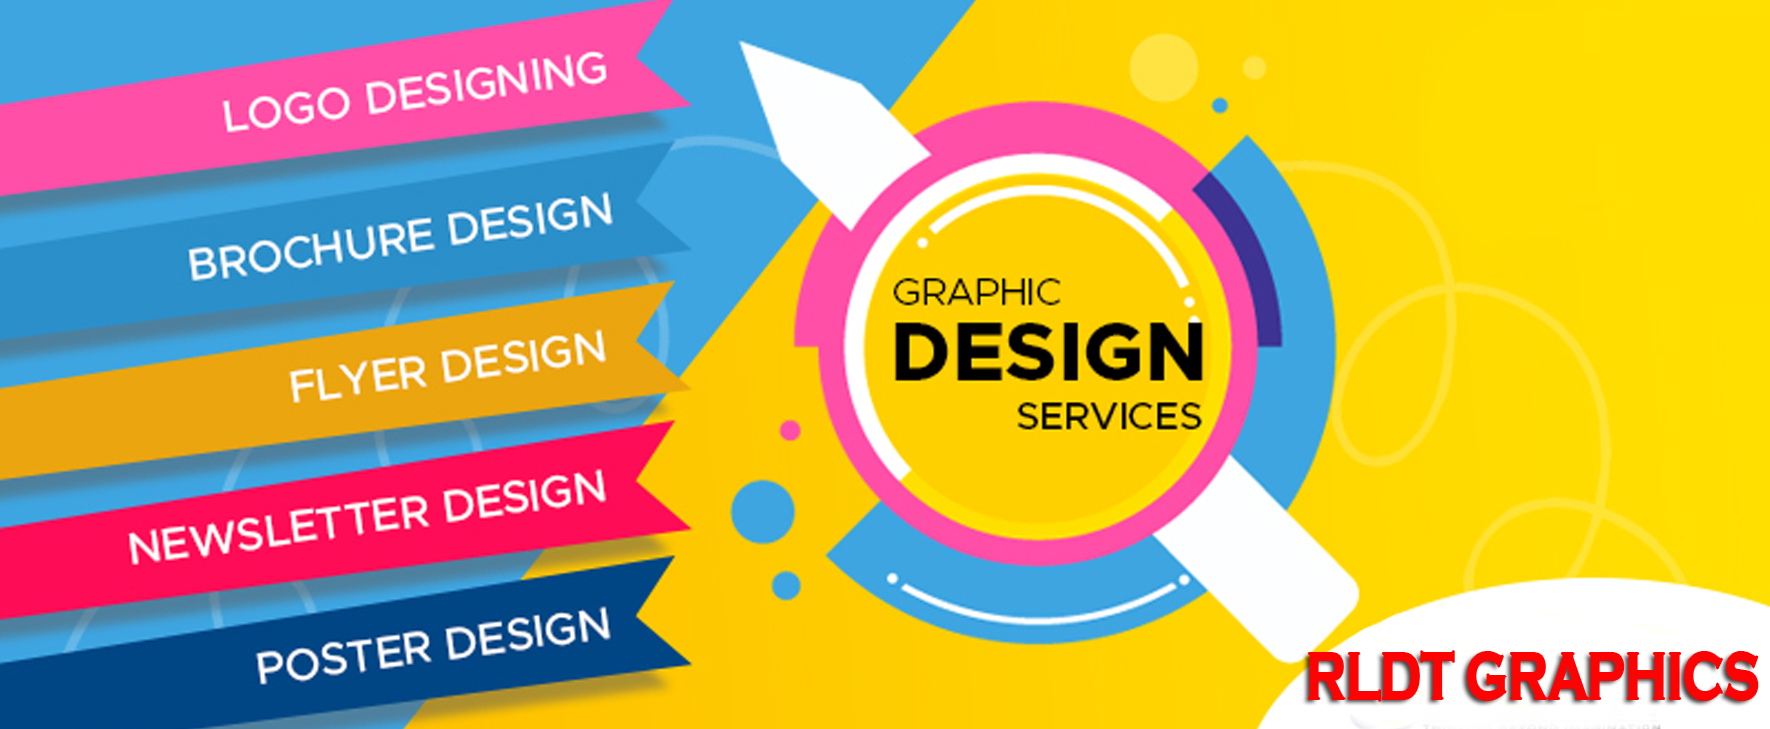 LOGO DESIGNING
BROCHURE DESIGN
FLYER DESIGN
NEWSLETTER DESIGN
POSTER DESIGN
GRAPHIC
DESIGN
SERVICES
RLDT GRAPHICS